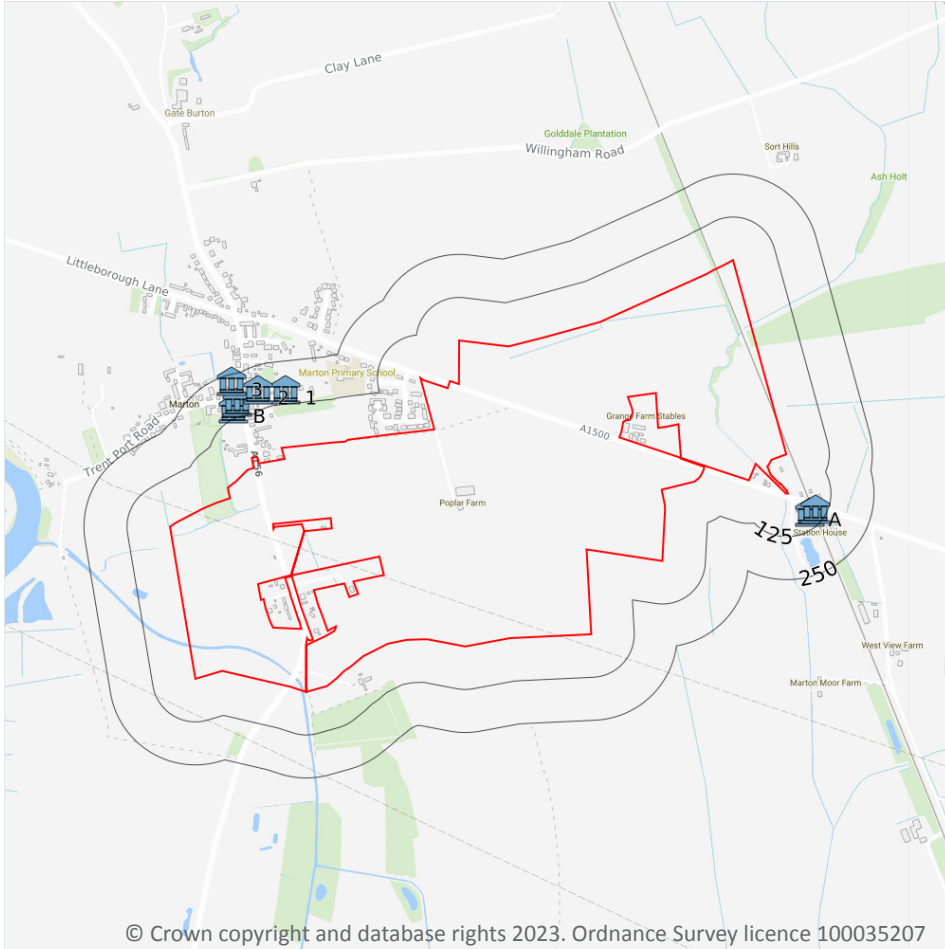 Clay Lane
Gate Burton
Golddale Plantation
Willingham Road
Sort Hills
Ash Holt
Littleborough Lane
Marton Primary School
3
2
1
Marton
B
Grange Farm Stables
A1500
Trent Port Road
Poplar Farm
A
125
Station House
250
West View Farm
Marton Moor Farm
© Crown copyright and database rights 2023. Ordnance Survey licence 100035207